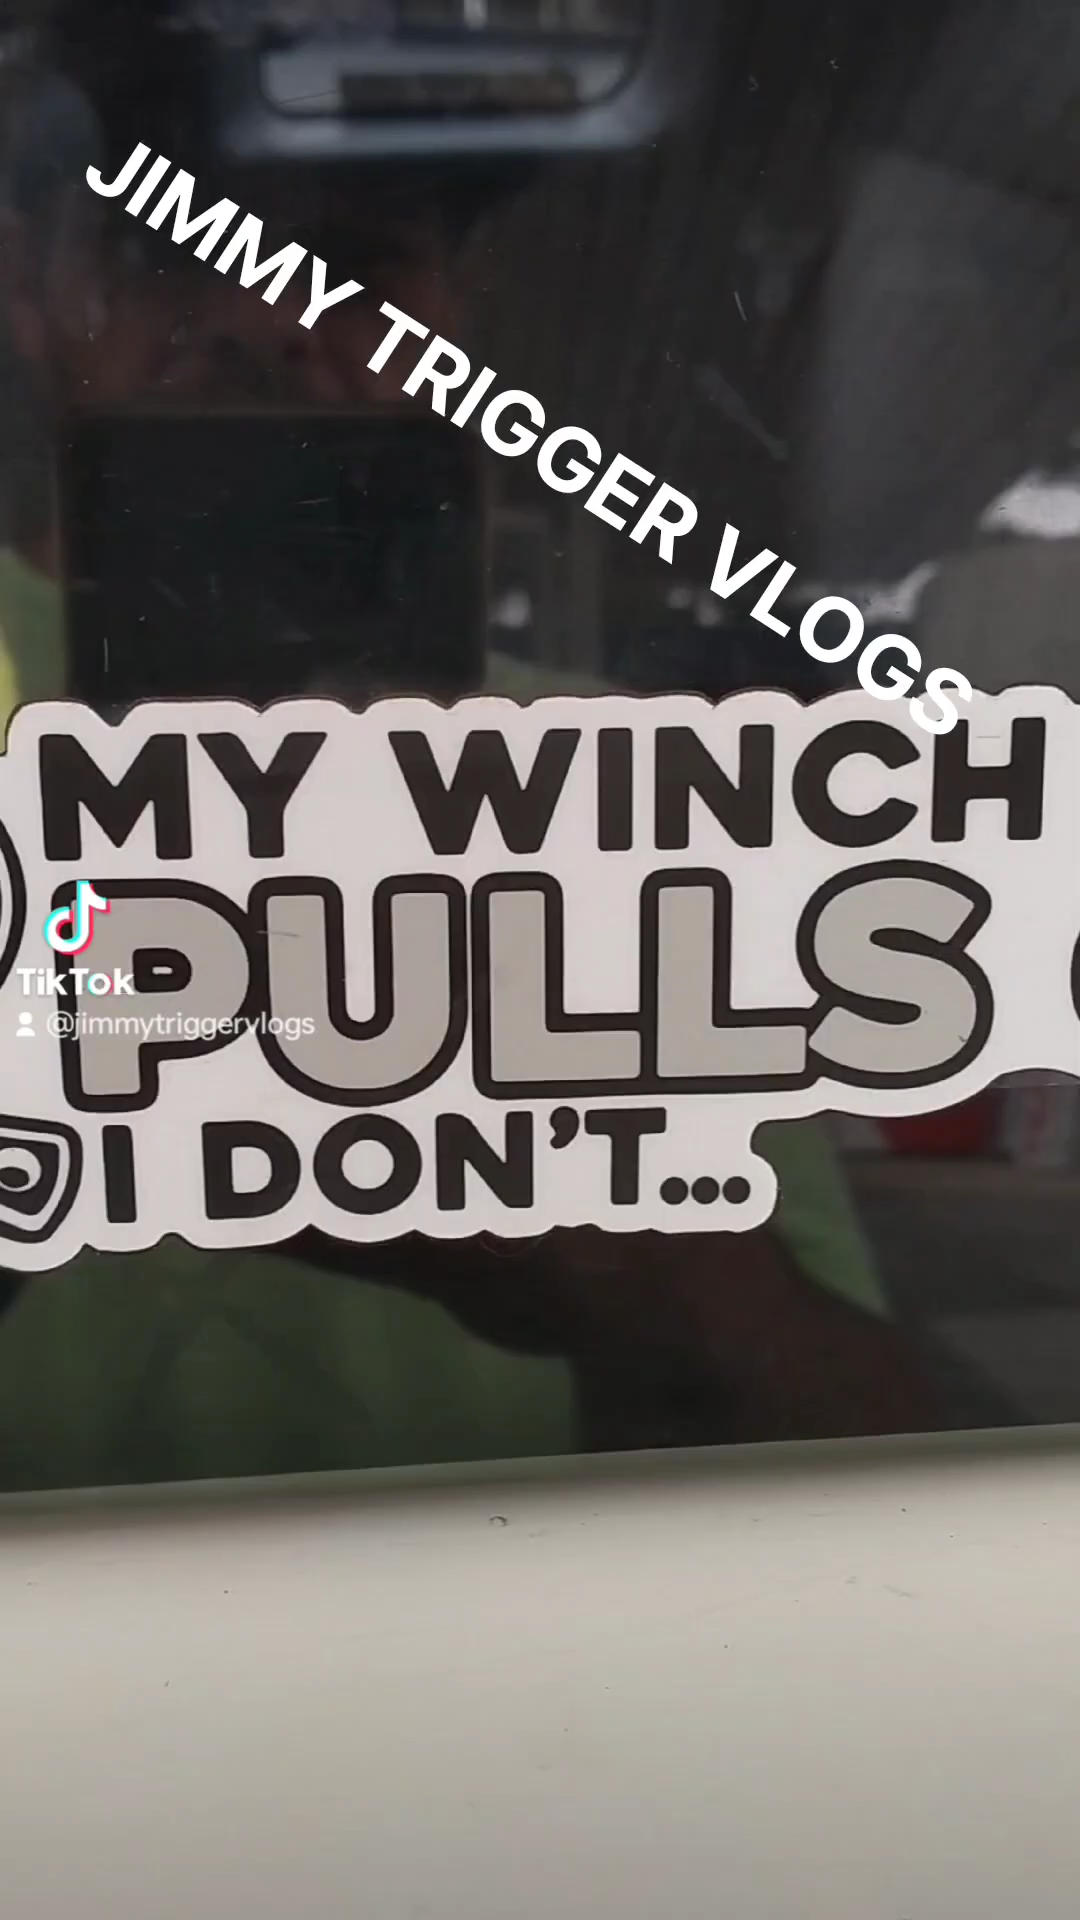 JIMMY TRIGGER VLOGS
MY WINCH
PULLS
I DON'T...
TikTok
@jimmytriggervlogs